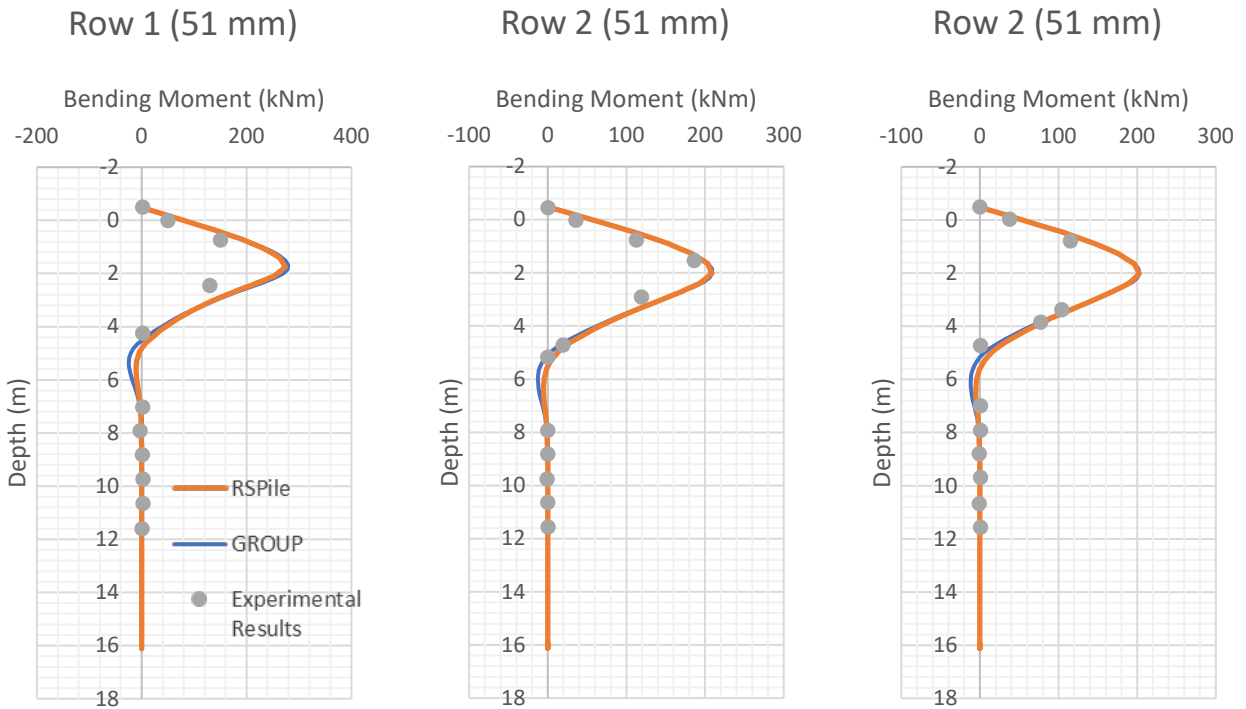 Row 1 (51 mm)
Bending Moment (kNm)
-200 0 200 400
-2
0
2
4
6
8
10
12
14
16
18
Depth (m)
RSPile
GROUP
Experimental
Results
Row 2 (51 mm)
Bending Moment (kNm)
-100 0 100 200 300
-2
0
2
4
6
8
10
12
14
16
18
Depth (m)
Row 2 (51 mm)
Bending Moment (kNm)
-100 0 100 200 300
-2
0
2
4
6
8
10
12
14
16
18
Depth (m)